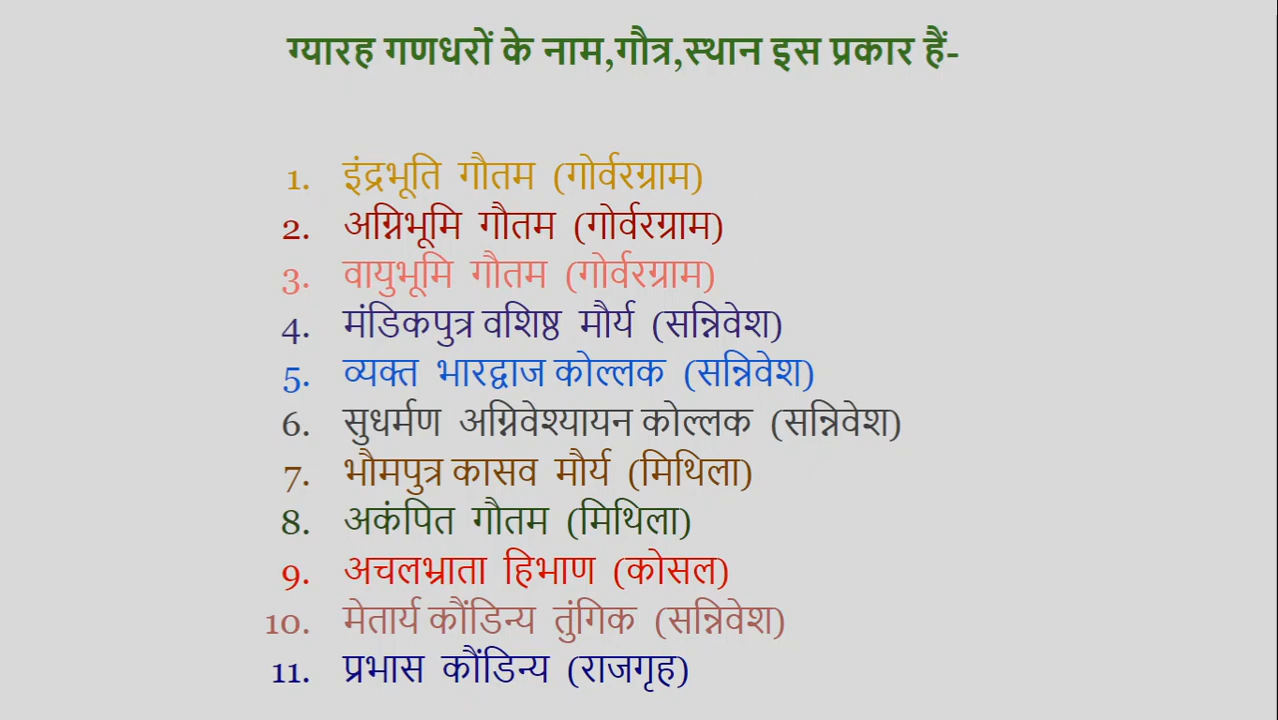 ग्यारह गणधरों के नाम,गौत्र,स्थान इस प्रकार हैं-
1. इंद्रभूति गौतम (गोर्वरग्राम)
2. अग्निभूमि गौतम (गोर्वरग्राम)
3. वायुभूमि गौतम (गोर्वरग्राम)
4. मंडिकपुत्र वशिष्ठ मौर्य (सन्निवेश)
5. व्यक्त भारद्वाज कोल्लक (सन्निवेश)
6. सुधर्मण अग्निवेश्यायन कोल्लक (सन्निवेश)
7. भौमपुत्र कासव मौर्य (मिथिला)
8. अकंपित गौतम (मिथिला)
9. अचलभ्राता हिभाण (कोसल)
10. मेतार्य कौंडिन्य तुंगिक (सन्निवेश)
11. प्रभास कौंडिन्य (राजगृह)